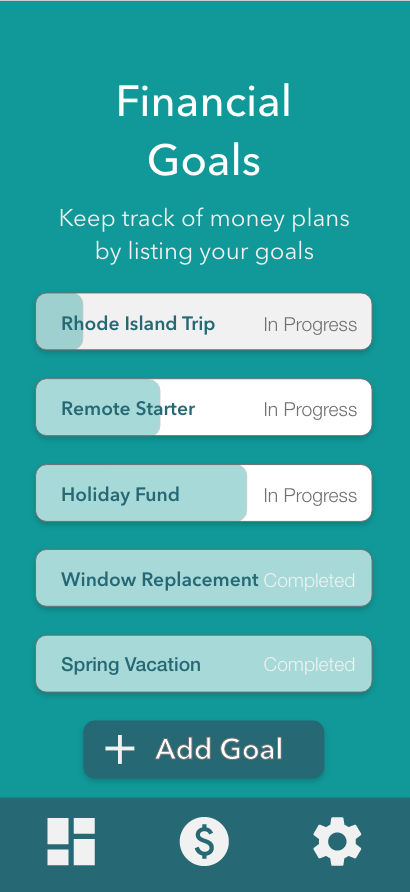 Financial
Goals
Keep track of money plans
by listing your goals
Rhode Island Trip In Progress
Remote Starter In Progress
Holiday Fund In Progress
Window Replacement Completed
Spring Vacation Completed
+ Add Goal
$